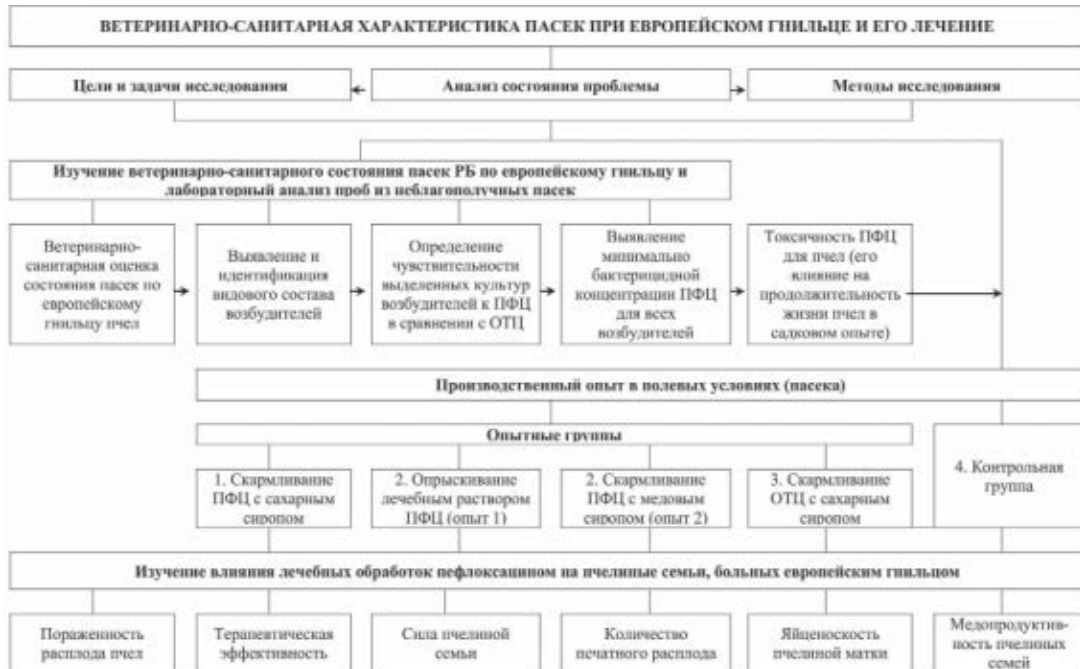 ВЕТЕРИНАРНО-САНИТАРНАЯ ХАРАКТЕРИСТИКА ПАСЕК ПРИ ЕВРОПЕЙСКОМ ГНИЛЬЦЕ И ЕГО ЛЕЧЕНИЕ
Цели и задачи исследования
Анализ состояния проблемы
Методы исследования
Изучение ветеринарно-санитарного состояния пасек РБ по европейскому гнильцу и
лабораторный анализ проб из неблагополучных пасек
Ветеринарно-
санитарная оценка
состояния пасек по
европейскому
гнильцу пчел
Выявление и
идентификация
видового состава
возбудителей
Определение
чувствительности
выделенных культур
возбудителей к ПФЦ
в сравнении с ОТЦ
Выявление
минимально
бактерицидной
концентрации ПФЦ
для всех
возбудителей
Токсичность ПФЦ
для пчел (его
влияние на
продолжительность
жизни пчел в
садковом опыте)
Производственный опыт в полевых условиях (пасека)
Опытные группы
1. Скармливание
ПФЦ с сахарным
сиропом
2. Опрыскивание
лечебным раствором
ПФЦ (опыт 1)
2. Скармливание
ПФЦ с медовым
сиропом (опыт 2)
3. Скармливание
ОТЦ с сахарным
сиропом
4. Контрольная
группа
Изучение влияния лечебных обработок пефлоксацином на пчелиные семьи, больных европейским гнильцом
Пораженность
расплода пчел
Терапевтическая
эффективность
Сила пчелиной
семьи
Количество
печатного расплода
Яйценоскость
пчелиной матки
Медопродуктив-
ность пчелиных
семей